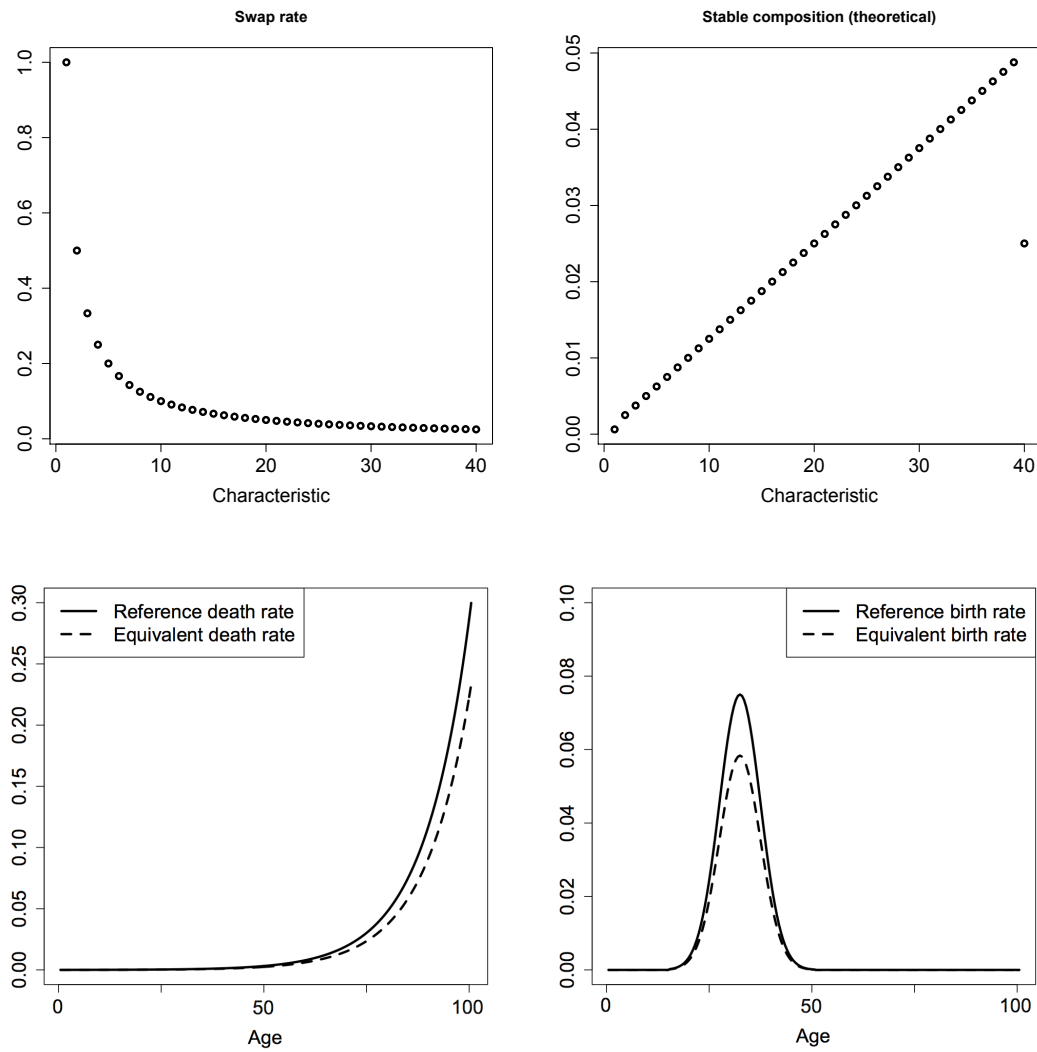 Swap rate
1.0
0.8
0.6
0.4
0.2
0.0
0 10 20 30 40
Characteristic
Stable composition (theoretical)
0.05
0.04
0.03
0.02
0.01
0.00
0 10 20 30 40
Characteristic
Reference death rate
Equivalent death rate
0.30
0.25
0.20
0.15
0.10
0.05
0.00
0 50 100
Age
Reference birth rate
Equivalent birth rate
0.10
0.08
0.06
0.04
0.02
0.00
0 50 100
Age